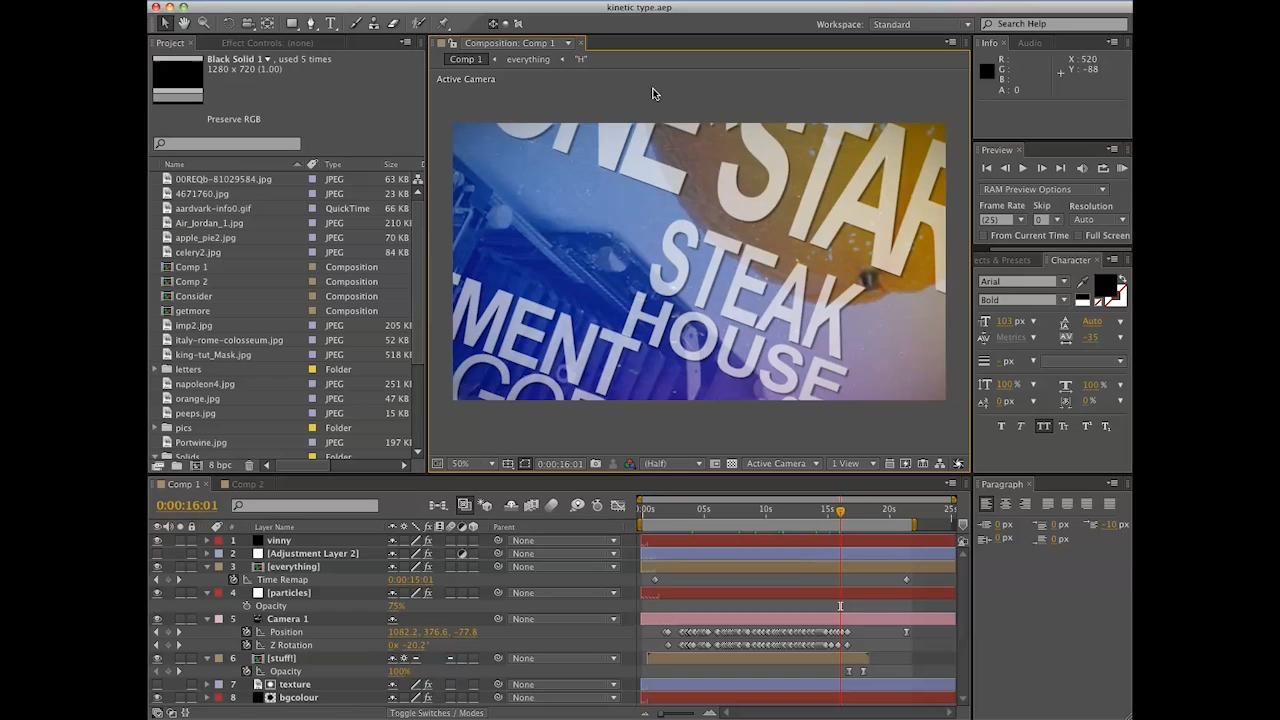 kinetic type.aep
Workspace: Standard
Search Help
Project
Effect Controls: (none)
Black Solid 1, used 5 times
1280 x 720 (1.00)
Preserve RGB
Name Type Size
00REQb-81029584.jpg JPEG 63 KB
4671760.jpg JPEG 23 KB
aardvark-info0.gif QuickTime 66 KB
Air_Jordan_1.jpg JPEG 210 K
apple_pie2.jpg JPEG 70 KB
celery2.jpg JPEG 84 KB
Comp 1 Composition
Comp 2 Composition
Consider Composition
getmore Composition
imp2.jpg JPEG 205 K
italy-rome-colosseum.jpg JPEG 52 KB
king-tut_Mask.jpg JPEG 518 K
letters Folder
napoleon4.jpg JPEG 251 K
orange.jpg JPEG 47 KB
peeps.jpg JPEG 15 KB
pics Folder
Portwine.jpg JPEG 197 K
Solids Folder
8 bpc
Composition: Comp 1
Comp 1 everything "H"
Active Camera
ONE STAR
STEAK
HOUSE
MENT
50% 0:00:16:01 (Half) Active Camera 1 View
Info Audio
R :
G :
B :
A : 0
X : 520
Y : -88
Preview
RAM Preview Options
Frame Rate Skip Resolution
(25) 0 Auto
From Current Time Full Screen
ects & Presets Character
Arial
Bold
103 px Auto
Metrics -35
- px
100% 100%
0 px 0 %
T T TT Tr T¹ T₁
Paragraph
0 px 0 px -10 px
0 px 0 px
Comp 1 Comp 2
0:00:16:01
# Layer Name Parent
1 vinny None
2 [Adjustment Layer 2] None
3 [everything] None
Time Remap 0:00:15:01
4 [particles] None
Opacity 75%
5 Camera 1 None
Position 1082.2, 376.6, -77.8
Z Rotation 0x -20.2°
6 [stuff!] None
Opacity 100%
7 texture None
8 bgcolour None
Toggle Switches / Modes
:00s 05s 10s 15s 20s 25s